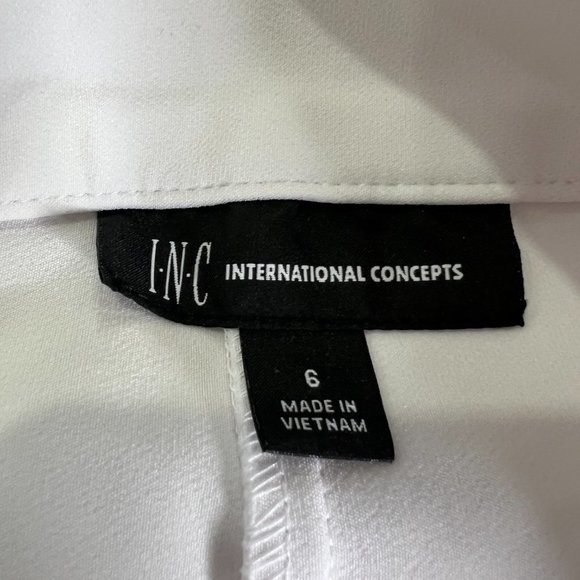 I·N·C INTERNATIONAL CONCEPTS
6
MADE IN
VIETNAM